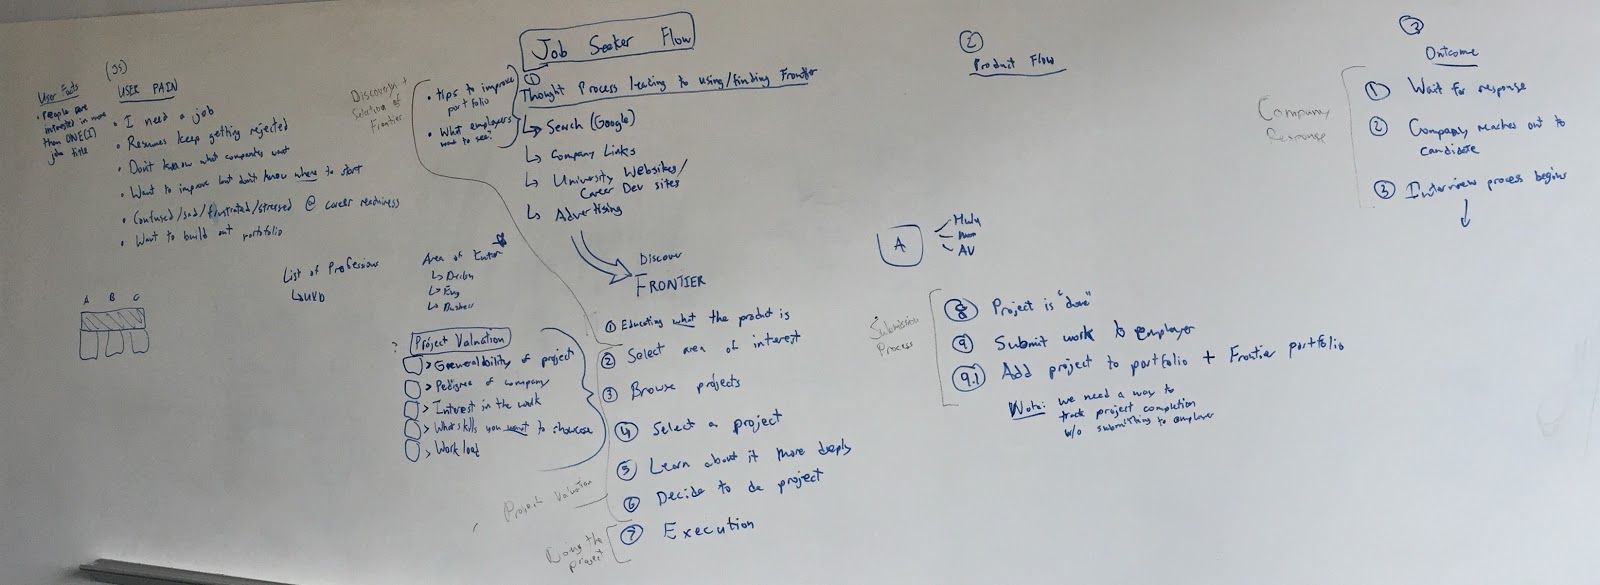 User Facts
• People are
interested in more
than ONE(1)
job title
(JS)
USER PAIN
• I need a job
• Resumes keep getting rejected
• Don't know what companies want
• Want to improve but don't know where to start
• Confused/sad/frustrated/stressed @ career readiness
• Want to build out portofolio
List of Professions
↳ UXD
Area of
↳ Design
↳ Eng
↳ Business
A B C
? Project Valuation
> Generalability of project
> Pedigree of company
> Interest in the work
> What skills you want to showcase
> Work load
Discovery +
Selection of
Frontier
• tips to improve
portfolio
• What employers
want to see?
Job Seeker Flow
①
Thought Process leading to using/finding Frontier
↳ Search (Google)
↳ Company Links
↳ University Websites/
Career Dev sites
↳ Advertising
Discover
FRONTIER
① Educating what the product is
② Select area of interest
③ Browse projects
④ Select a project
⑤ Learn about it more deeply
⑥ Decide to do project
⑦ Execution
Project Valuation
Doing the
project
②
Product Flow
A
Hulu
AV
Submission
Process
⑧ Project is "done"
⑨ Submit work to employer
9.1 Add project to portfolio + Frontier portfolio
Note: we need a way to
track project completion
w/o submitting to employer
③
Outcome
Company
Response
① Wait for response
② Company reaches out to
candidate
③ Interview process begins